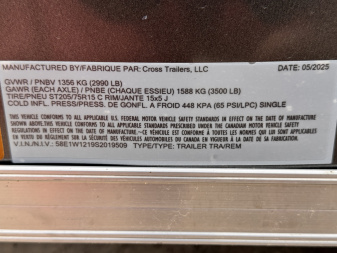 MANUFACTURED BY/FABRIQUE PAR: Cross Trailers, LLC DATE: 05/2025
GVWR / PNBV 1356 KG (2990 LB)
GAWR (EACH AXLE) / PNBE (CHAQUE ESSIEU) 1588 KG (3500 LB)
TIRE/PNEU ST205/75R15 C RIM/JANTE 15x5 J
COLD INFL. PRESS/PRESS. DE GONFL. A FROID 448 KPA (65 PSI/LPC) SINGLE
THIS VEHICLE CONFORMS TO ALL APPLICABLE U.S. FEDERAL MOTOR VEHICLE SAFETY STANDARDS IN EFFECT ON THE DATE OF MANUFACTURE
SHOWN ABOVE. THIS VEHICLE CONFORMS TO ALL APPLICABLE STANDARDS PRESCRIBED UNDER THE CANADIAN MOTOR VEHICLE SAFETY
REGULATIONS IN EFFECT ON THE DATE OF MANUFACTURE.
V.I.N./N.I.V.: 58E1W1219S2019509 TYPE/TYPE: TRAILER TRA/REM